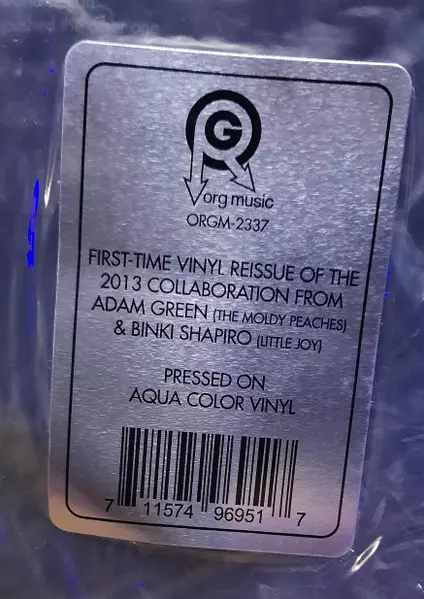 G
org music
ORGM-2337
FIRST-TIME VINYL REISSUE OF THE
2013 COLLABORATION FROM
ADAM GREEN (THE MOLDY PEACHES)
& BINKI SHAPIRO (LITTLE JOY)
PRESSED ON
AQUA COLOR VINYL
7 11574 96951 7